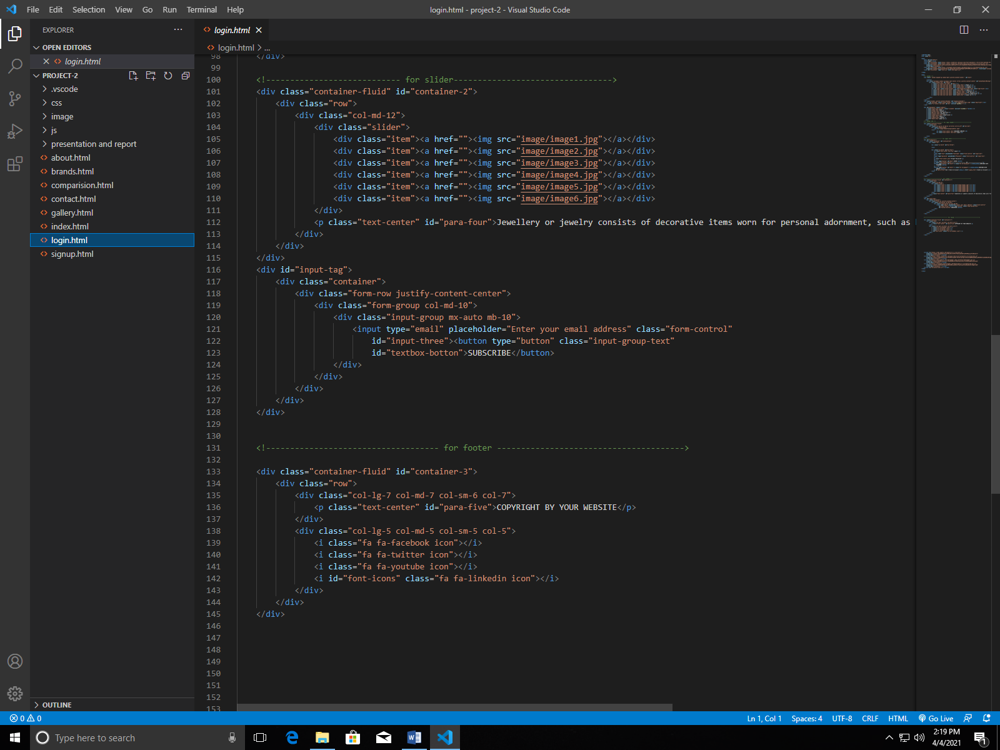 File Edit Selection View Go Run Terminal Help
login.html - project-2 - Visual Studio Code
EXPLORER
OPEN EDITORS
login.html
PROJECT-2
.vscode
css
image
js
presentation and report
about.html
brands.html
comparision.html
contact.html
gallery.html
index.html
login.html
signup.html
OUTLINE
login.html
login.html > ...
98 </div>
99
100 <!---------------------------- for slider--------------------------------->
101 <div class="container-fluid" id="container-2">
102 <div class="row">
103 <div class="col-md-12">
104 <div class="slider">
105 <div class="item"><a href=""><img src="image/image1.jpg"></a></div>
106 <div class="item"><a href=""><img src="image/image2.jpg"></a></div>
107 <div class="item"><a href=""><img src="image/image3.jpg"></a></div>
108 <div class="item"><a href=""><img src="image/image4.jpg"></a></div>
109 <div class="item"><a href=""><img src="image/image5.jpg"></a></div>
110 <div class="item"><a href=""><img src="image/image6.jpg"></a></div>
111 </div>
112 <p class="text-center" id="para-four">Jewellery or jewelry consists of decorative items worn for personal adornment, such as
113 </div>
114 </div>
115 </div>
116 <div id="input-tag">
117 <div class="container">
118 <div class="form-row justify-content-center">
119 <div class="form-group col-md-10">
120 <div class="input-group mx-auto mb-10">
121 <input type="email" placeholder="Enter your email address" class="form-control"
122 id="input-three"><button type="button" class="input-group-text"
123 id="textbox-botton">SUBSCRIBE</button>
124 </div>
125 </div>
126 </div>
127 </div>
128 </div>
129
130
131 <!------------------------------------ for footer --------------------------------------->
132
133 <div class="container-fluid" id="container-3">
134 <div class="row">
135 <div class="col-lg-7 col-md-7 col-sm-6 col-7">
136 <p class="text-center" id="para-five">COPYRIGHT BY YOUR WEBSITE</p>
137 </div>
138 <div class="col-lg-5 col-md-5 col-sm-5 col-5">
139 <i class="fa fa-facebook icon"></i>
140 <i class="fa fa-twitter icon"></i>
141 <i class="fa fa-youtube icon"></i>
142 <i id="font-icons" class="fa fa-linkedin icon"></i>
143 </div>
144 </div>
145 </div>
146
147
148
149
150
151
152
153
0 0
Ln 1, Col 1 Spaces: 4 UTF-8 CRLF HTML Go Live
Type here to search
2:19 PM
4/4/2021
1